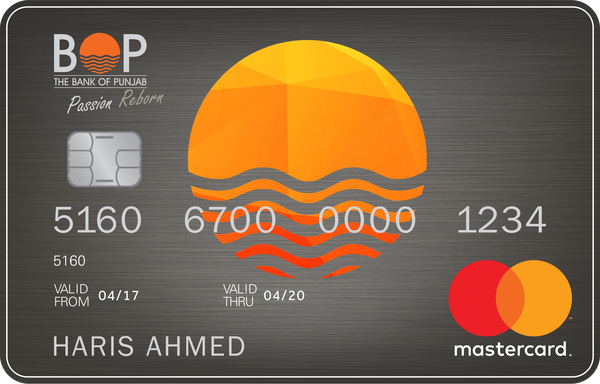 BOP
THE BANK OF PUNJAB
Passion Reborn
5160 6700 0000 1234
5160
VALID FROM 04/17 VALID THRU 04/20
HARIS AHMED
mastercard.